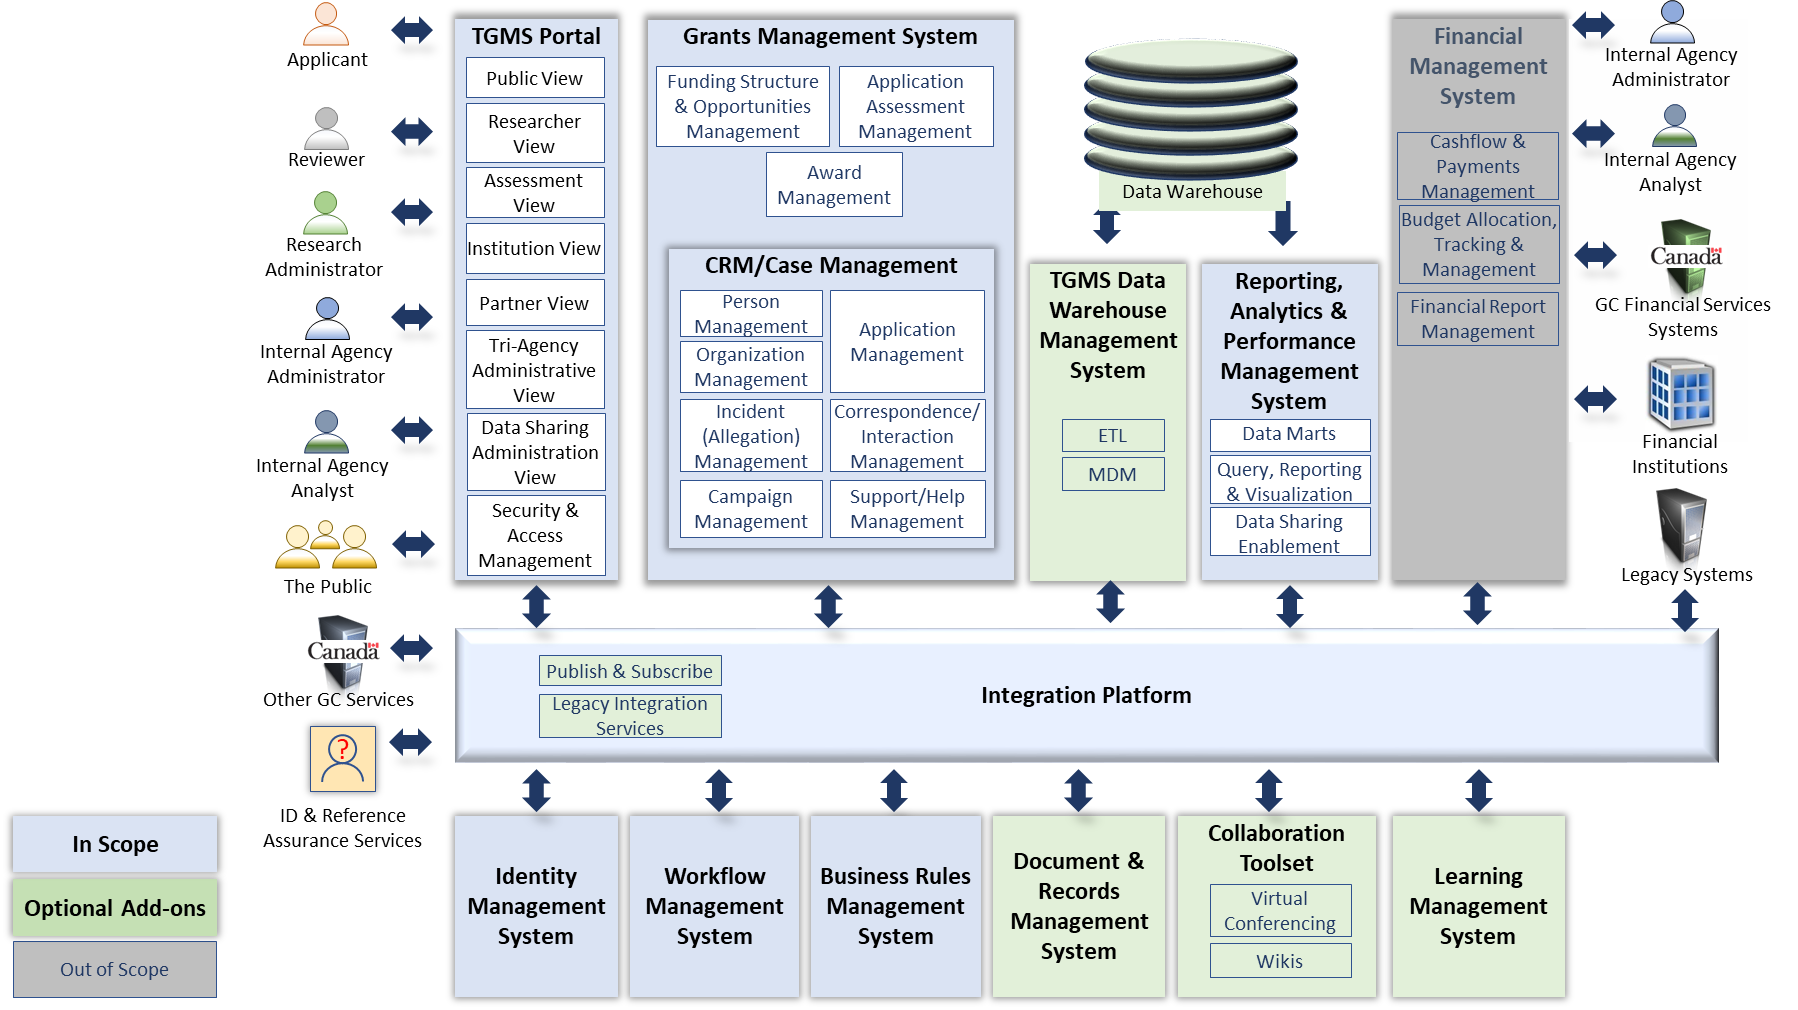 Applicant
Reviewer
Research
Administrator
Internal Agency
Administrator
Internal Agency
Analyst
The Public
Canada
Other GC Services
?
ID & Reference
Assurance Services
In Scope
Optional Add-ons
Out of Scope
TGMS Portal
Public View
Researcher
View
Assessment
View
Institution View
Partner View
Tri-Agency
Administrative
View
Data Sharing
Administration
View
Security &
Access
Management
Grants Management System
Funding Structure
& Opportunities
Management
Application
Assessment
Management
Award
Management
CRM/Case Management
Person
Management
Application
Management
Organization
Management
Incident
(Allegation)
Management
Correspondence/
Interaction
Management
Campaign
Management
Support/Help
Management
Data Warehouse
TGMS Data
Warehouse
Management
System
ETL
MDM
Reporting,
Analytics &
Performance
Management
System
Data Marts
Query, Reporting
& Visualization
Data Sharing
Enablement
Financial
Management
System
Cashflow &
Payments
Management
Budget Allocation,
Tracking &
Management
Financial Report
Management
Internal Agency
Administrator
Internal Agency
Analyst
Canada
GC Financial Services
Systems
Financial
Institutions
Legacy Systems
Publish & Subscribe
Legacy Integration
Services
Integration Platform
Identity
Management
System
Workflow
Management
System
Business Rules
Management
System
Document &
Records
Management
System
Collaboration
Toolset
Virtual
Conferencing
Wikis
Learning
Management
System